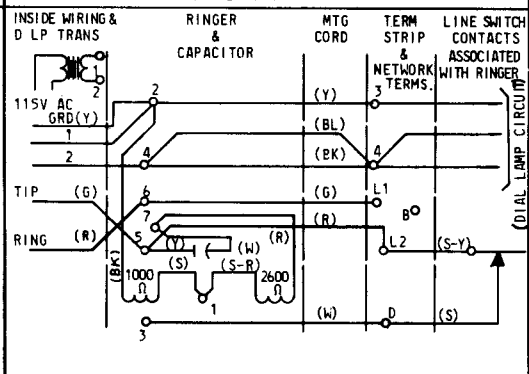 INSIDE WIRING &
D LP TRANS
RINGER
&
CAPACITOR
MTG
CORD
TERM
STRIP
&
NETWORK
TERMS.
LINE SWITCH
CONTACTS
ASSOCIATED
WITH RINGER
1
2
115V AC
GRD(Y)
1
2
2
(Y)
3
(BL)
4
(BK)
4
(DIAL LAMP CIRCUIT)
TIP
(G)
6
(G)
L1
7
(R)
B
RING
(R)
5
(Y)
(W)
(R)
L2
(S-Y)
(BK)
1000
Ω
(S)
(S-R)
2600
Ω
1
3
(W)
D
(S)